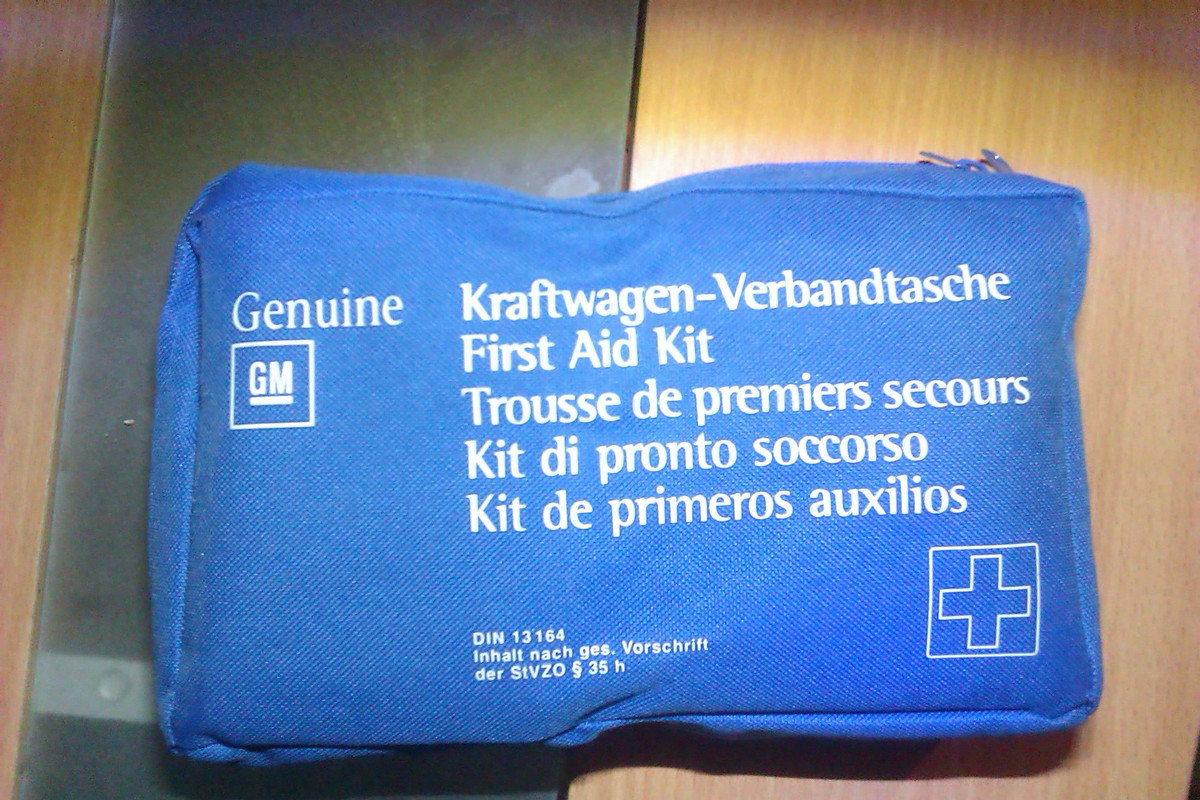 Genuine
GM
Kraftwagen-Verbandtasche
First Aid Kit
Trousse de premiers secours
Kit di pronto soccorso
Kit de primeros auxilios
DIN 13164
Inhalt nach ges. Vorschrift
der StVZO § 35 h